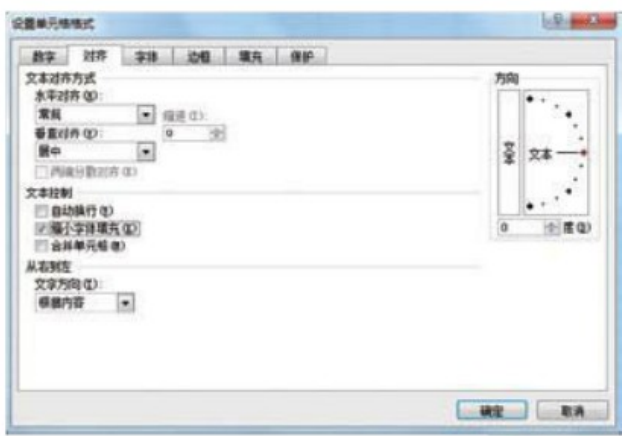 设置单元格格式
数字 对齐 字体 边框 填充 保护
文本对齐方式
水平对齐(H):
常规 缩进(I):
垂直对齐(V): 0
居中
两端分散对齐(E)
文本控制
自动换行(W)
缩小字体填充(K)
合并单元格(M)
从右到左
文字方向(T):
根据内容
方向
文本 文本
0 度(D)
确定 取消